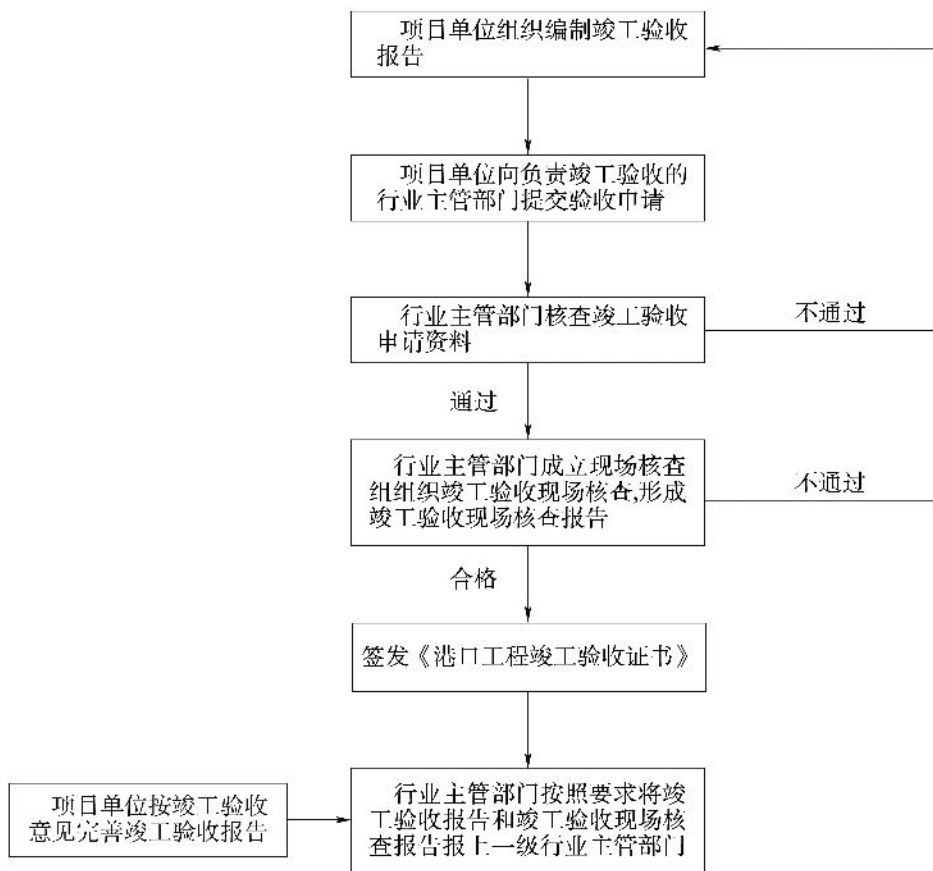 项目单位组织编制竣工验收
报告
项目单位向负责竣工验收的
行业主管部门提交验收申请
行业主管部门核查竣工验收
申请资料
不通过
通过
行业主管部门成立现场核查
组组织竣工验收现场核查,形成
竣工验收现场核查报告
不通过
合格
签发《港口工程竣工验收证书》
项目单位按竣工验收
意见完善竣工验收报告
行业主管部门按照要求将竣
工验收报告和竣工验收现场核
查报告报上一级行业主管部门